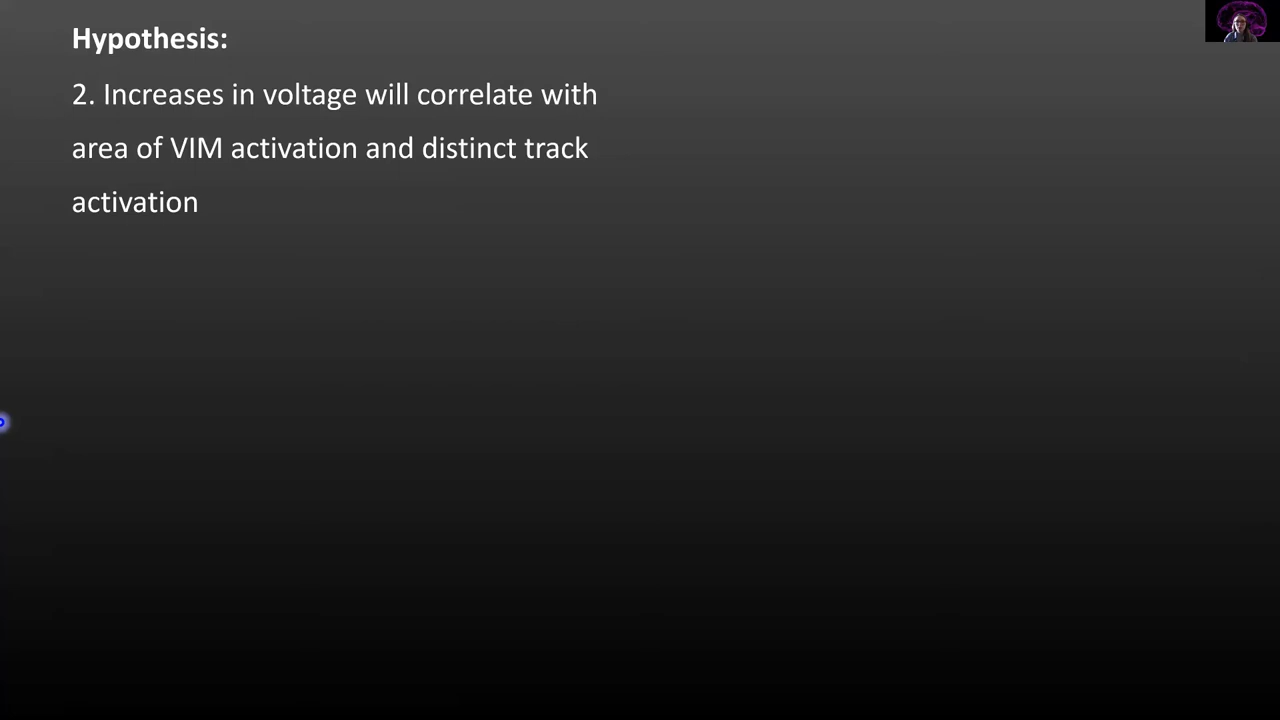 Hypothesis:
2. Increases in voltage will correlate with
area of VIM activation and distinct track
activation